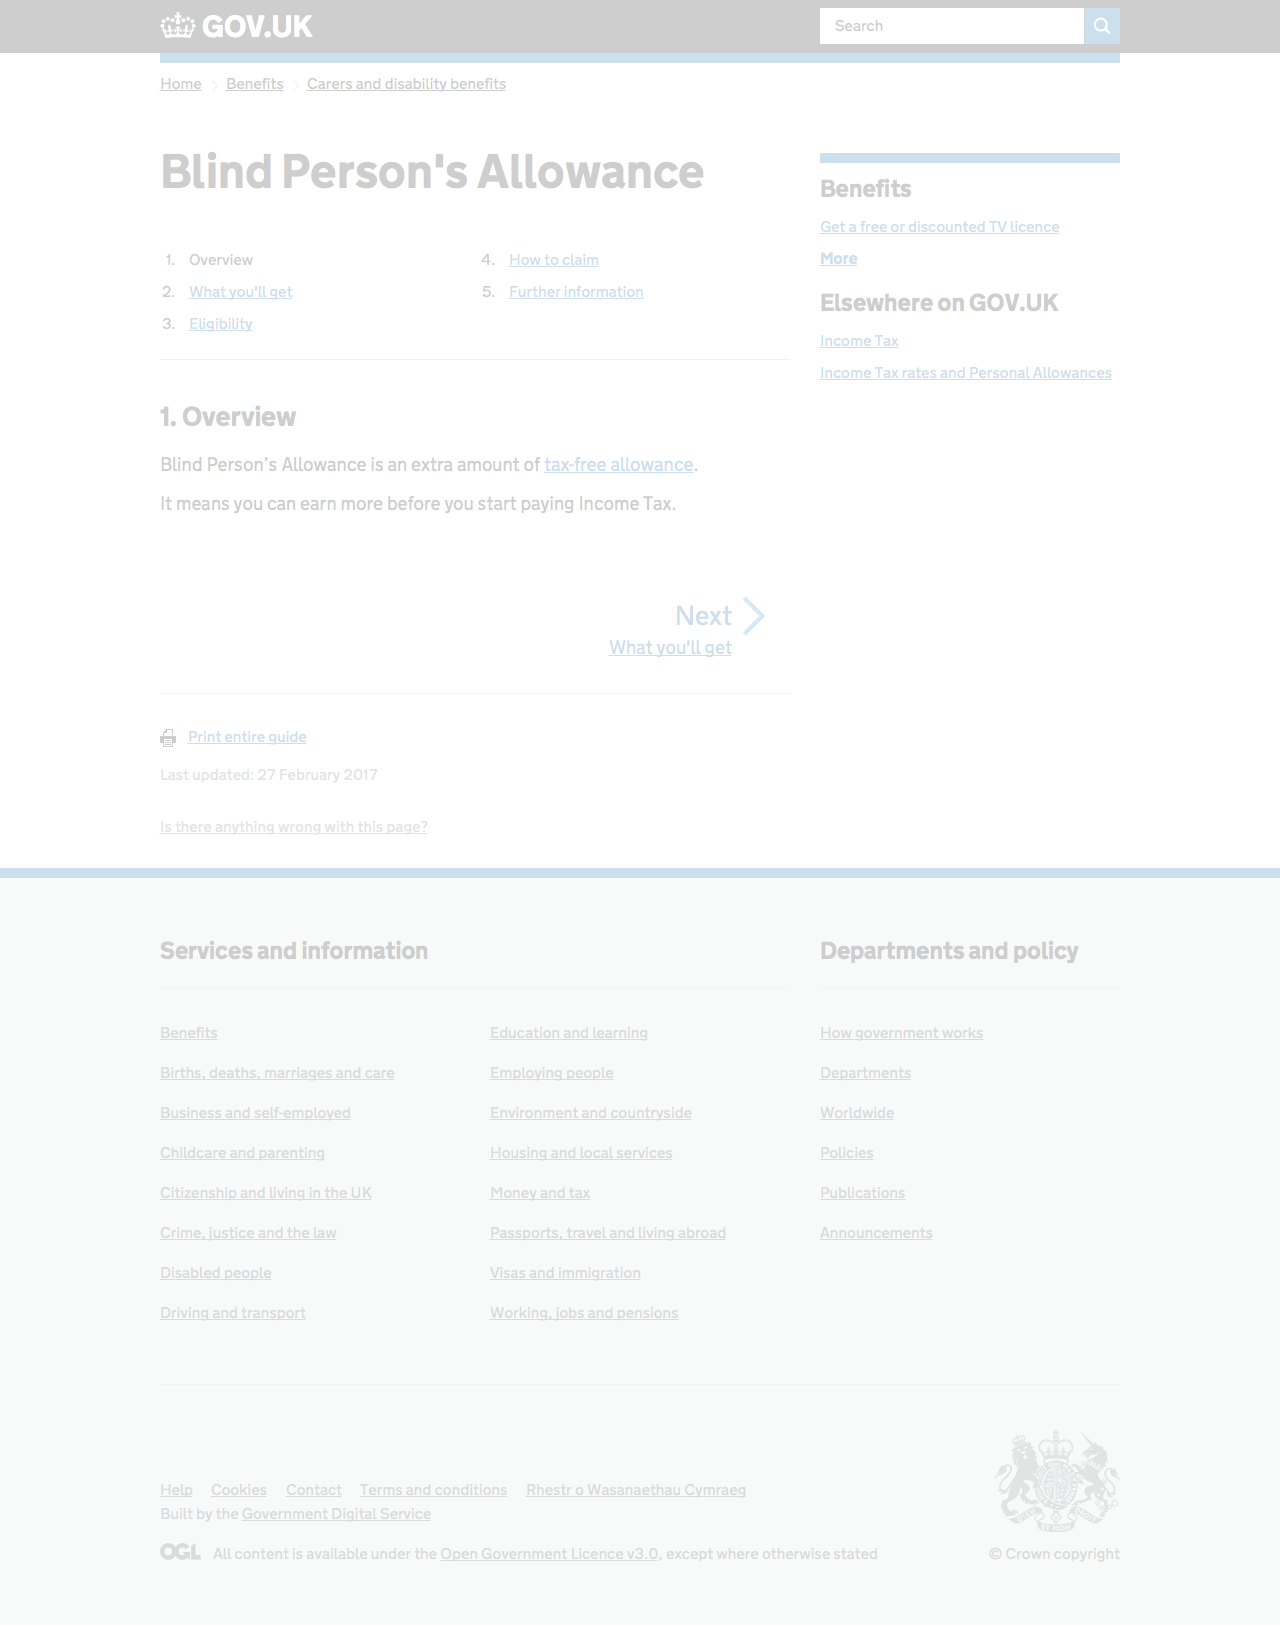 GOV.UK
Search
Home
Benefits
Carers and disability benefits
Blind Person's Allowance
1. Overview
2. What you'll get
3. Eligibility
4. How to claim
5. Further information
Benefits
Get a free or discounted TV licence
More
Elsewhere on GOV.UK
Income Tax
Income Tax rates and Personal Allowances
1. Overview
Blind Person’s Allowance is an extra amount of tax-free allowance.
It means you can earn more before you start paying Income Tax.
Next
What you'll get
Print entire guide
Last updated: 27 February 2017
Is there anything wrong with this page?
Services and information
Benefits
Births, deaths, marriages and care
Business and self-employed
Childcare and parenting
Citizenship and living in the UK
Crime, justice and the law
Disabled people
Driving and transport
Education and learning
Employing people
Environment and countryside
Housing and local services
Money and tax
Passports, travel and living abroad
Visas and immigration
Working, jobs and pensions
Departments and policy
How government works
Departments
Worldwide
Policies
Publications
Announcements
Help Cookies Contact Terms and conditions Rhestr o Wasanaethau Cymraeg
Built by the Government Digital Service
OGL All content is available under the Open Government Licence v3.0, except where otherwise stated
© Crown copyright